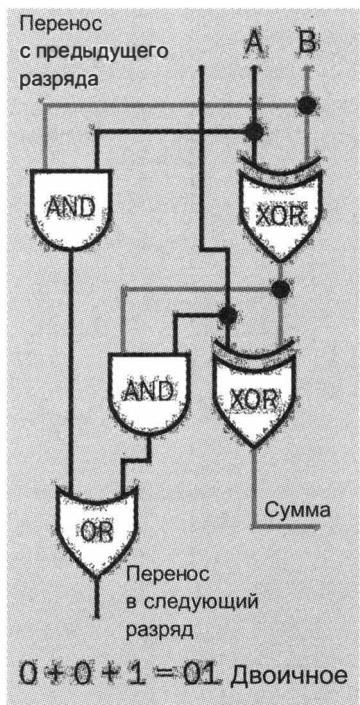 Перенос
с предыдущего
разряда
A B
AND
XOR
AND
XOR
OR
Сумма
Перенос
в следующий
разряд
0 + 0 + 1 = 01 Двоичное